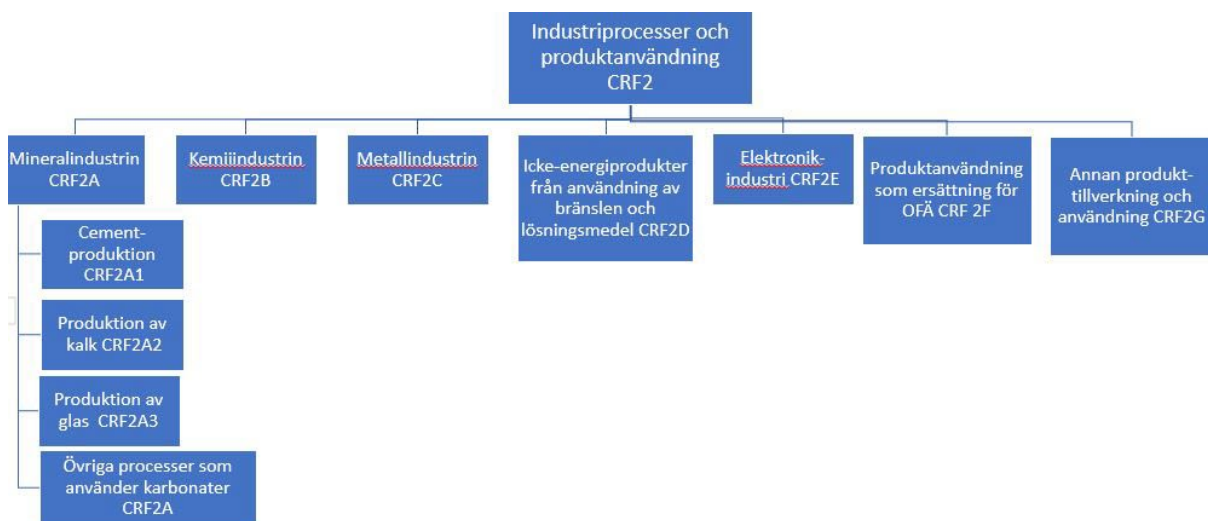 Industriprocesser och
produktanvändning
CRF2
Mineralindustrin
CRF2A
Kemiiindustrin
CRF2B
Metallindustrin
CRF2C
Icke-energiprodukter
från användning av
bränslen och
lösningsmedel CRF2D
Elektronik-
industri CRF2E
Produktanvändning
som ersättning för
OFÄ CRF 2F
Annan produkt-
tillverkning och
användning CRF2G
Cement-
produktion
CRF2A1
Produktion av
kalk CRF2A2
Produktion av
glas CRF2A3
Övriga processer som
använder karbonater
CRF2A